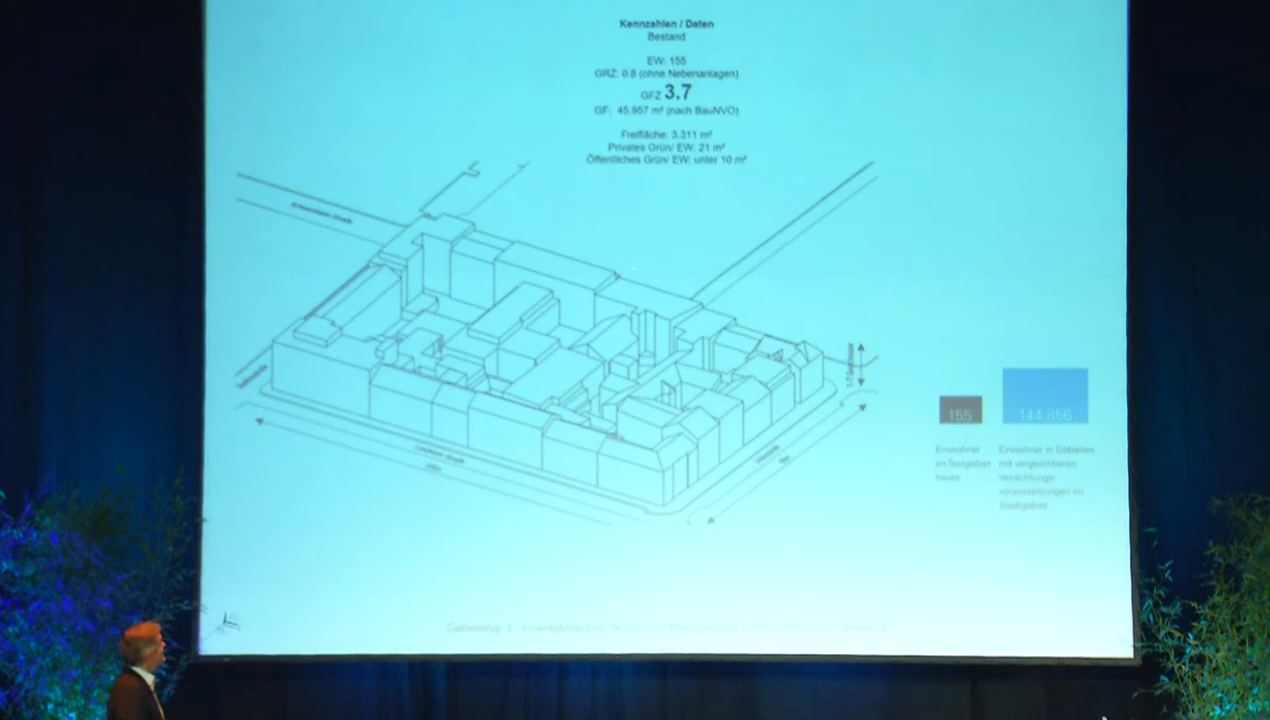 Kennzahlen / Daten
Bestand
EW: 155
GRZ: 0.8 (ohne Nebenanlagen)
GFZ 3.7
GF: 45.957 m² (nach BauNVO)
Freifläche: 3.311 m²
Privates Grün/ EW: 21 m²
Öffentliches Grün/ EW: unter 10 m²
155
144.856
Einwohner
im Testgebiet
heute
Einwohner in Gebieten
mit vergleichbaren
Verdichtungs-
voraussetzungen im
Stadtgebiet